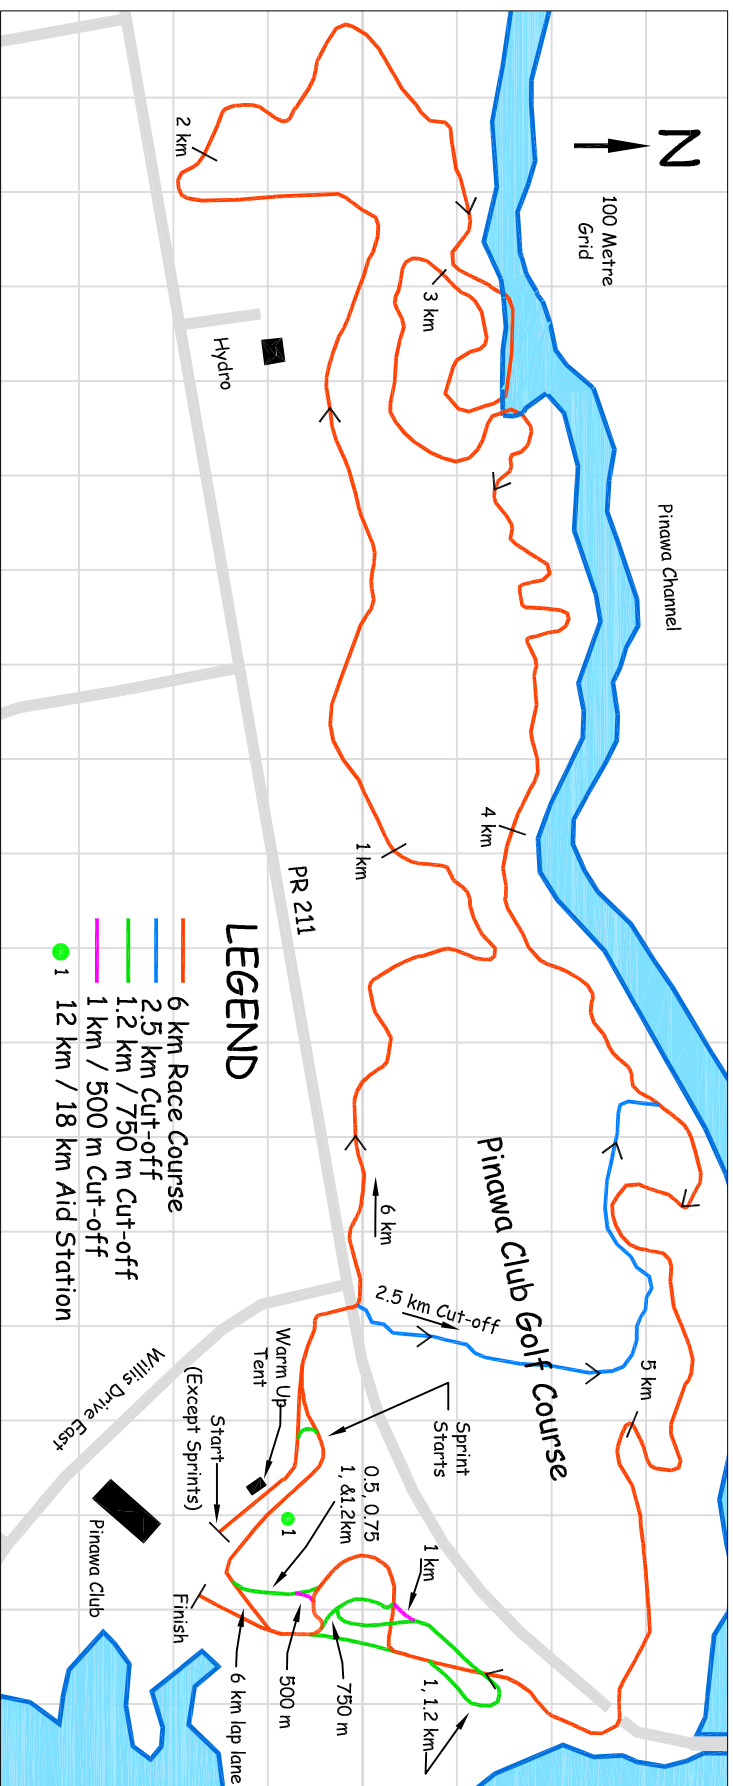 N
100 Metre
Grid
2 km
3 km
Hydro
Pinawa Channel
4 km
1 km
PR 211
LEGEND
6 km Race Course
2.5 km Cut-off
1.2 km / 750 m Cut-off
1 km / 500 m Cut-off
1 12 km / 18 km Aid Station
Pinawa Club Golf Course
6 km
2.5 km Cut-off
5 km
Willis Drive East
Warm Up
Tent
Start
(Except Sprints)
Sprint
Starts
0.5, 0.75
1, &1.2km
1
1 km
Pinawa Club
Finish
6 km lap lane
500 m
750 m
1, 1.2 km